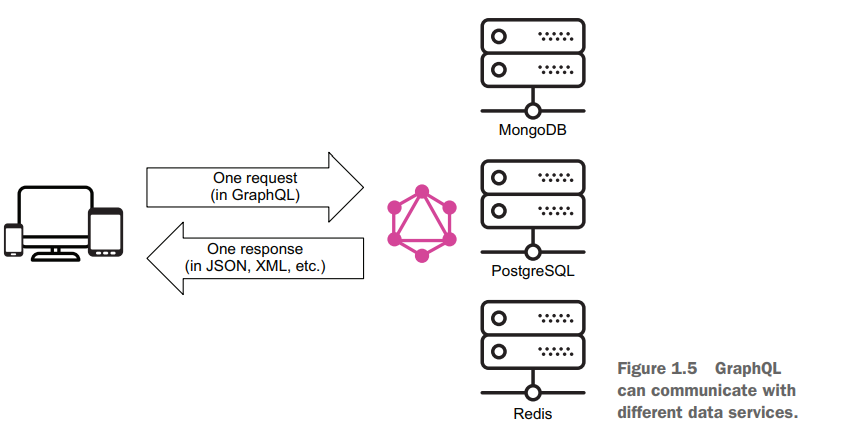 MongoDB
One request
(in GraphQL)
One response
(in JSON, XML, etc.)
PostgreSQL
Redis
Figure 1.5 GraphQL
can communicate with
different data services.